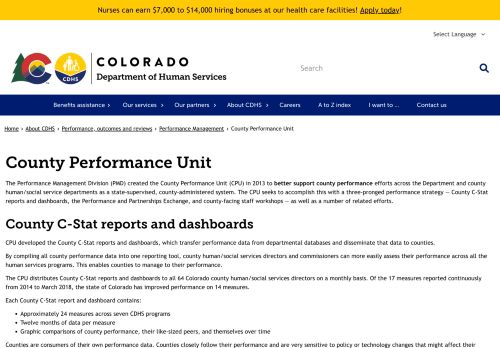 Nurses can earn $7,000 to $14,000 hiring bonuses at our health care facilities! Apply today!
Select Language
CDHS
COLORADO
Department of Human Services
Search
Benefits assistance › Our services › Our partners › About CDHS › Careers A to Z index I want to ... Contact us
Home › About CDHS › Performance, outcomes and reviews › Performance Management › County Performance Unit
County Performance Unit
The Performance Management Division (PMD) created the County Performance Unit (CPU) in 2013 to better support county performance efforts across the Department and county
human/social service departments as a state-supervised, county-administered system. The CPU seeks to accomplish this with a three-pronged performance strategy — County C-Stat
reports and dashboards, the Performance and Partnerships Exchange, and county-facing staff workshops — as well as a number of related efforts.
County C-Stat reports and dashboards
CPU developed the County C-Stat reports and dashboards, which transfer performance data from departmental databases and disseminate that data to counties.
By compiling all county performance data into one reporting tool, county human/social services directors and commissioners can more easily assess their performance across all the
human services programs. This enables counties to manage to their performance.
The CPU distributes County C-Stat reports and dashboards to all 64 Colorado county human/social services directors on a monthly basis. Of the 17 measures reported continuously
from 2014 to March 2018, the state of Colorado has improved performance on 14 measures.
Each County C-Stat report and dashboard contains:
• Approximately 24 measures across seven CDHS programs
• Twelve months of data per measure
• Graphic comparisons of county performance, their like-sized peers, and themselves over time
Counties are consumers of their own performance data. Counties closely follow their performance and are very sensitive to policy or technology changes that might affect their